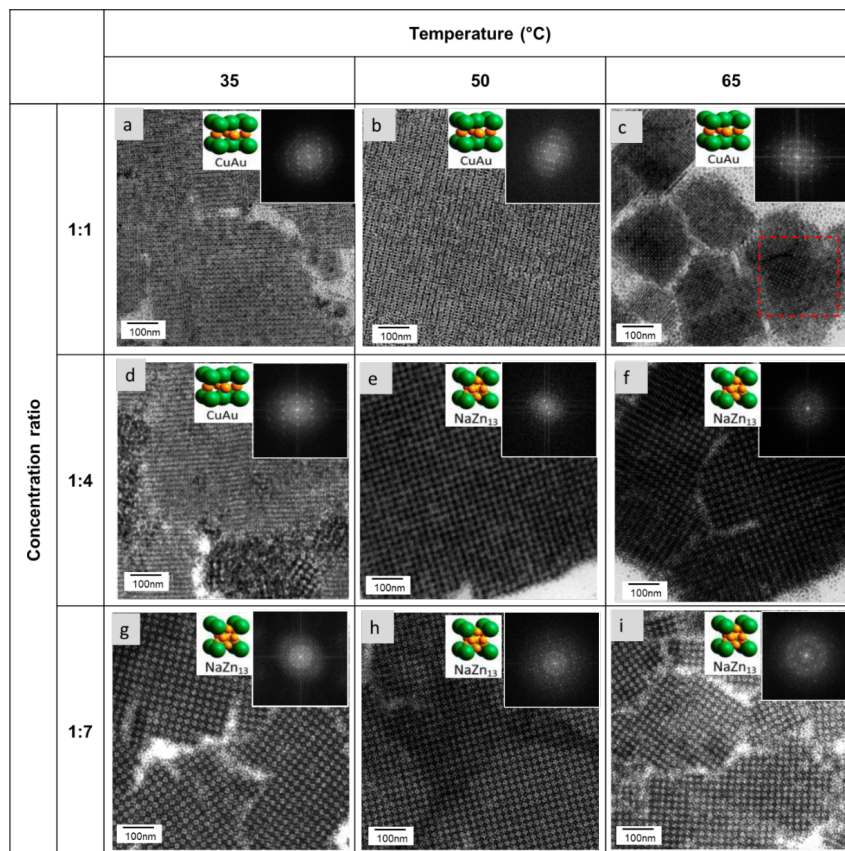 Temperature (°C)
35
50
65
Concentration ratio
1:1
a
CuAu
100nm
b
CuAu
100nm
c
CuAu
100nm
1:4
d
CuAu
100nm
e
NaZn₁₃
100nm
f
NaZn₁₃
100nm
1:7
g
NaZn₁₃
100nm
h
NaZn₁₃
100nm
i
NaZn₁₃
100nm